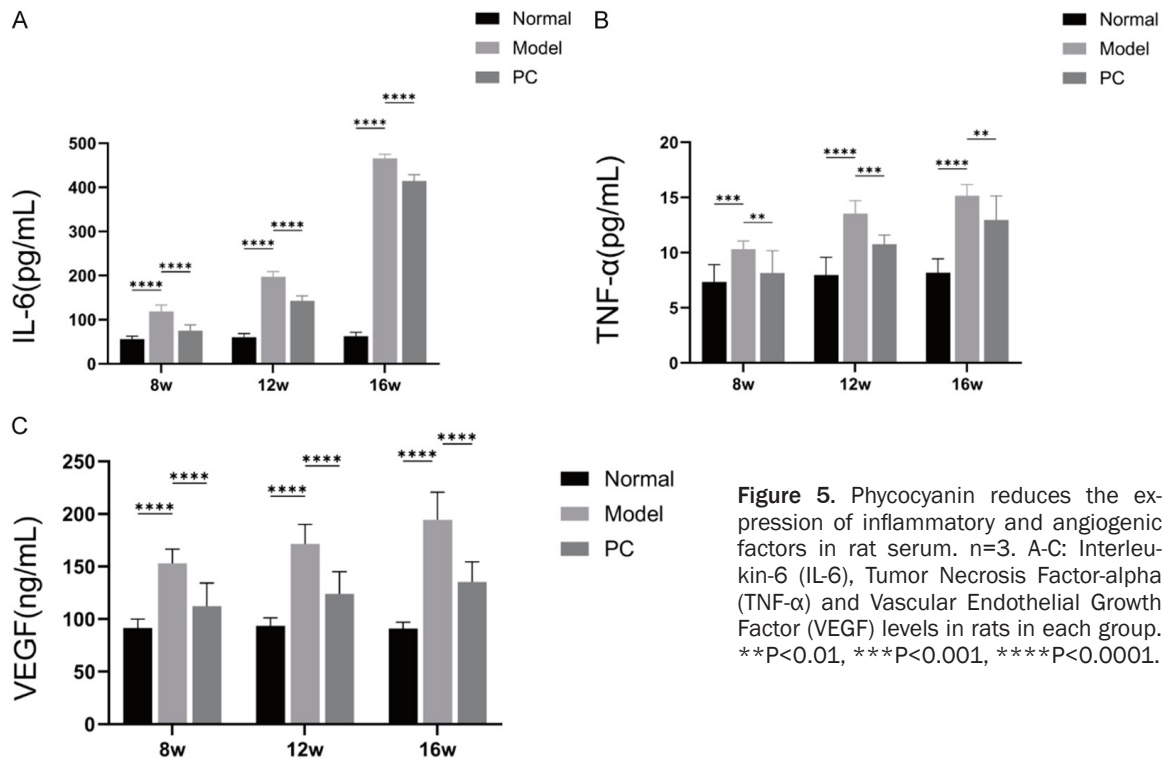 A
Normal
Model
PC
IL-6(pg/mL)
500
400
300
200
100
0
**** ****
**** ****
**** ****
8w 12w 16w
B
Normal
Model
PC
TNF-α(pg/mL)
20
15
10
5
0
*** **
**** ***
**** **
8w 12w 16w
C
Normal
Model
PC
VEGF(ng/mL)
250
200
150
100
50
0
**** ****
**** ****
**** ****
8w 12w 16w
Figure 5. Phycocyanin reduces the ex-
pression of inflammatory and angiogenic
factors in rat serum. n=3. A-C: Interleu-
kin-6 (IL-6), Tumor Necrosis Factor-alpha
(TNF-α) and Vascular Endothelial Growth
Factor (VEGF) levels in rats in each group.
**P<0.01, ***P<0.001, ****P<0.0001.